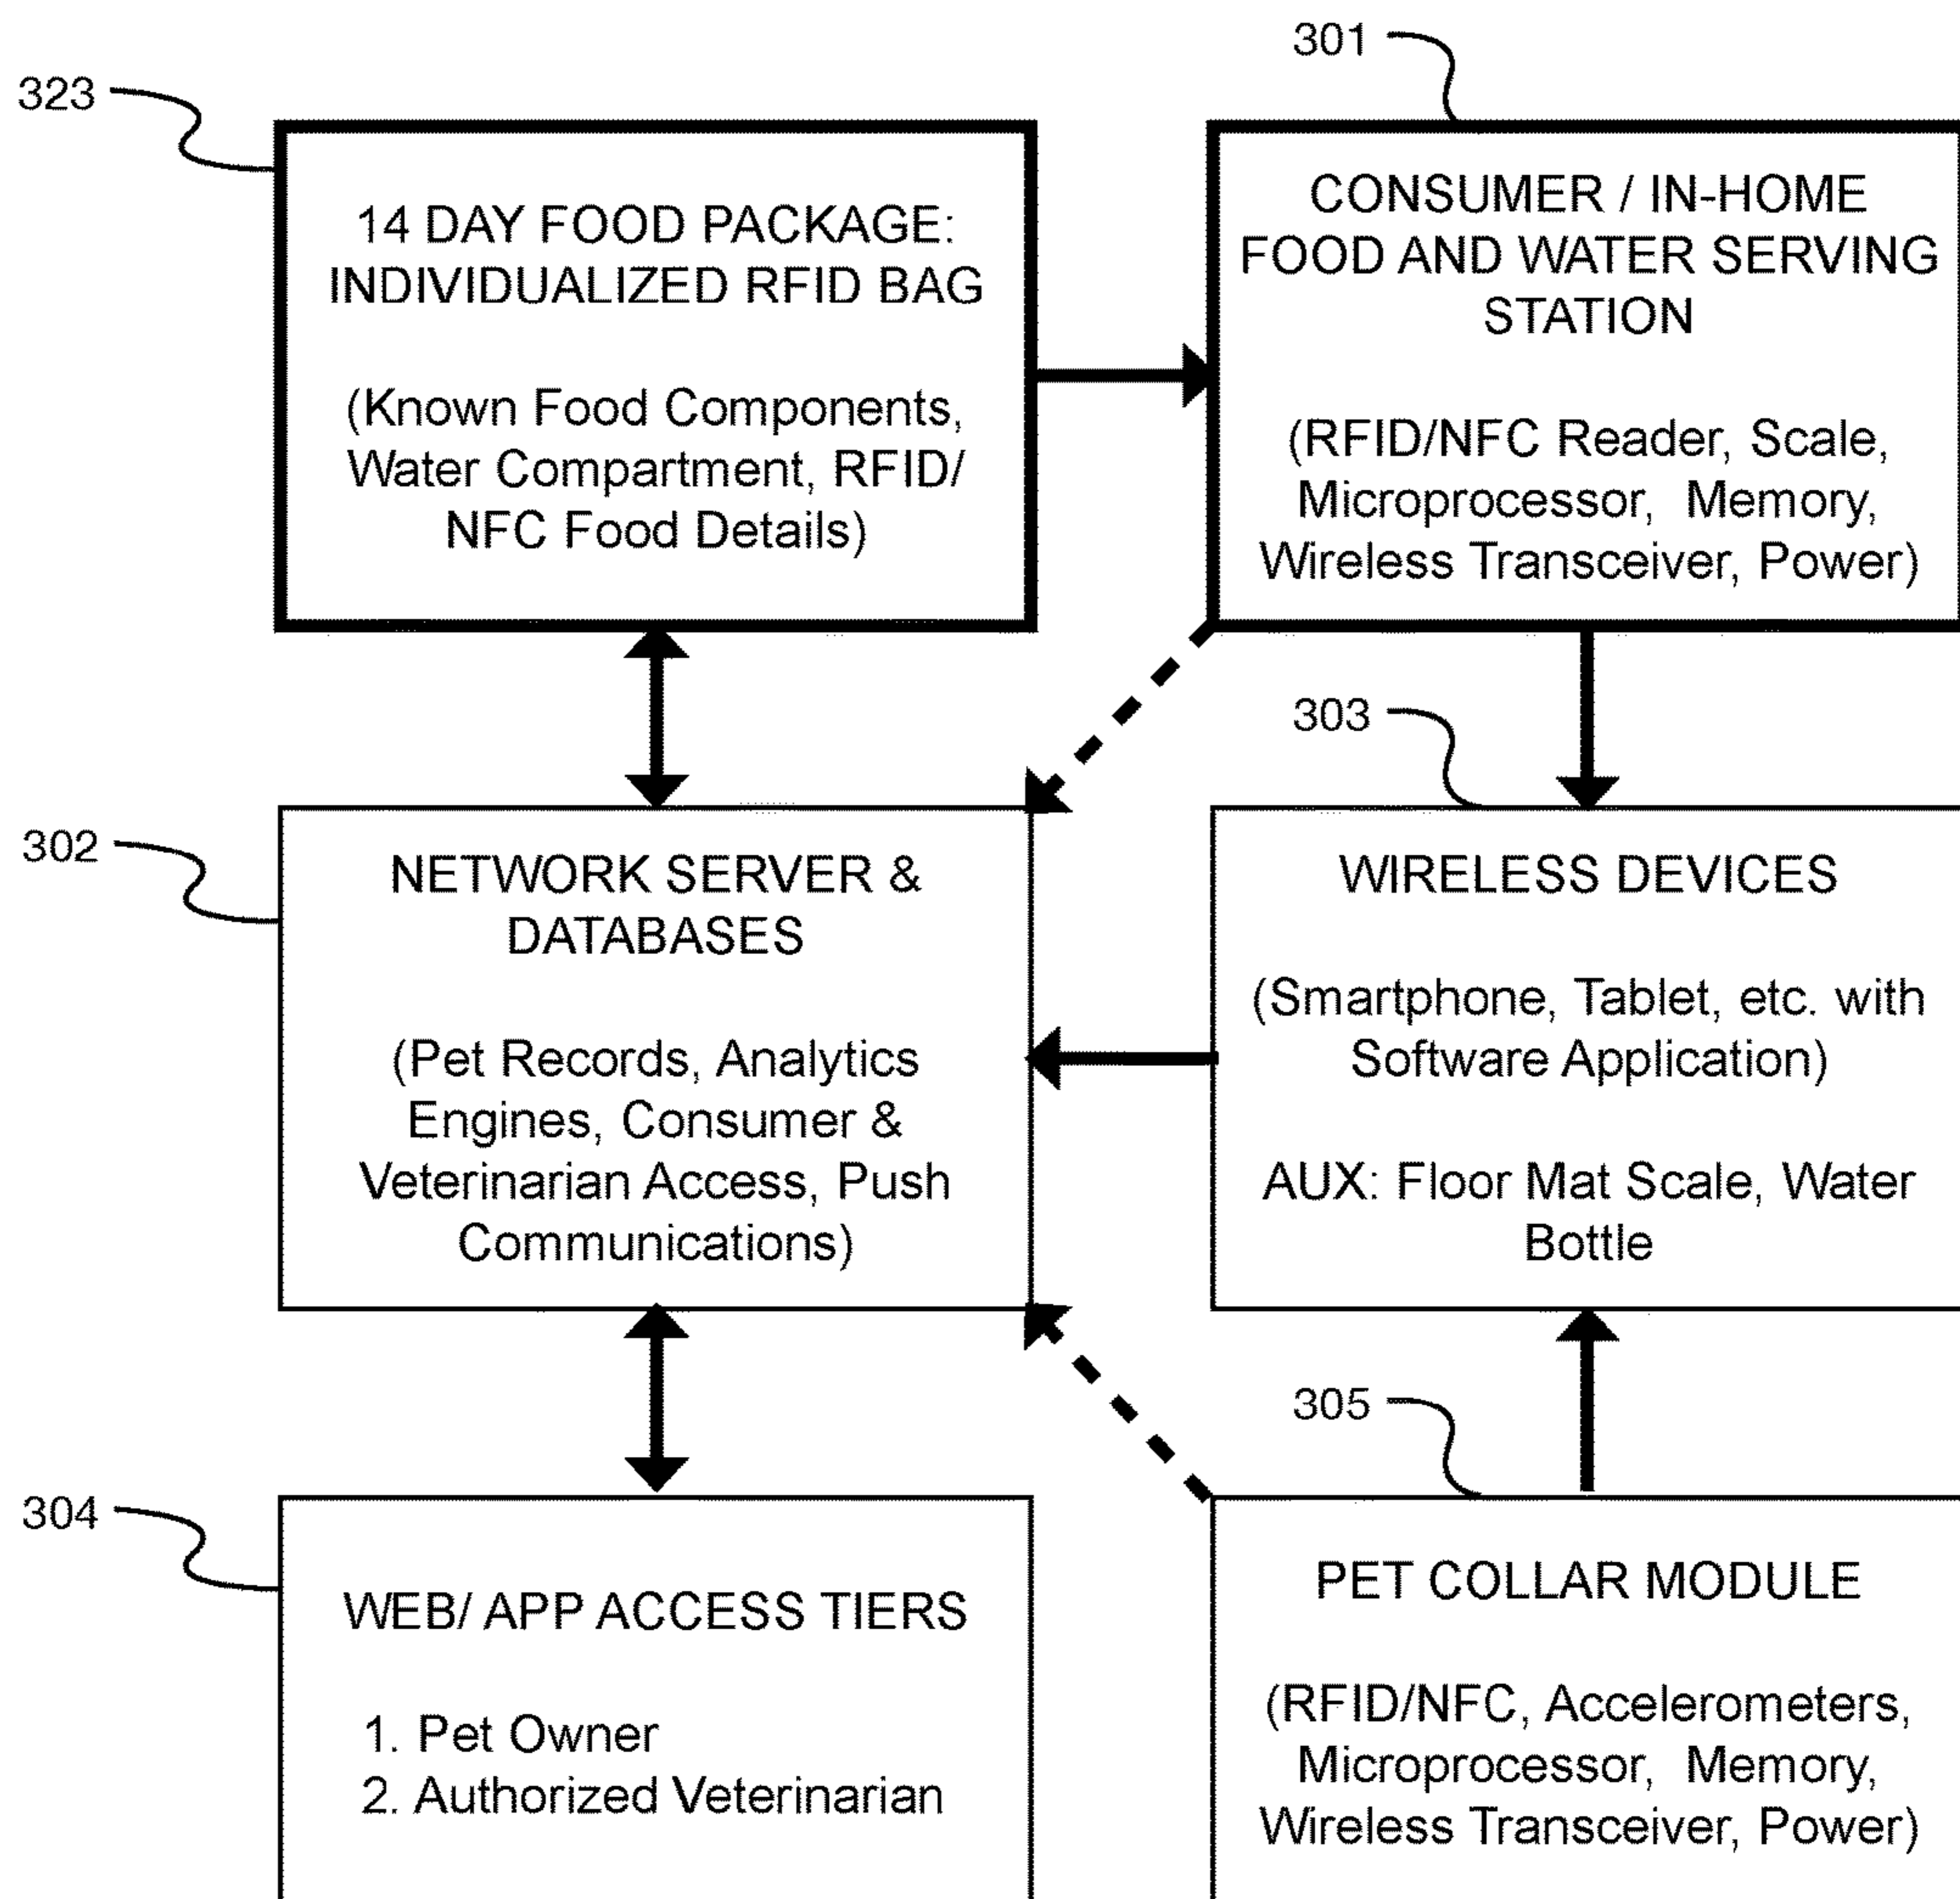 323
14 DAY FOOD PACKAGE:
INDIVIDUALIZED RFID BAG
(Known Food Components,
Water Compartment, RFID/
NFC Food Details)
301
CONSUMER / IN-HOME
FOOD AND WATER SERVING
STATION
(RFID/NFC Reader, Scale,
Microprocessor, Memory,
Wireless Transceiver, Power)
302
NETWORK SERVER &
DATABASES
(Pet Records, Analytics
Engines, Consumer &
Veterinarian Access, Push
Communications)
303
WIRELESS DEVICES
(Smartphone, Tablet, etc. with
Software Application)
AUX: Floor Mat Scale, Water
Bottle
304
WEB/ APP ACCESS TIERS
1. Pet Owner
2. Authorized Veterinarian
305
PET COLLAR MODULE
(RFID/NFC, Accelerometers,
Microprocessor, Memory,
Wireless Transceiver, Power)